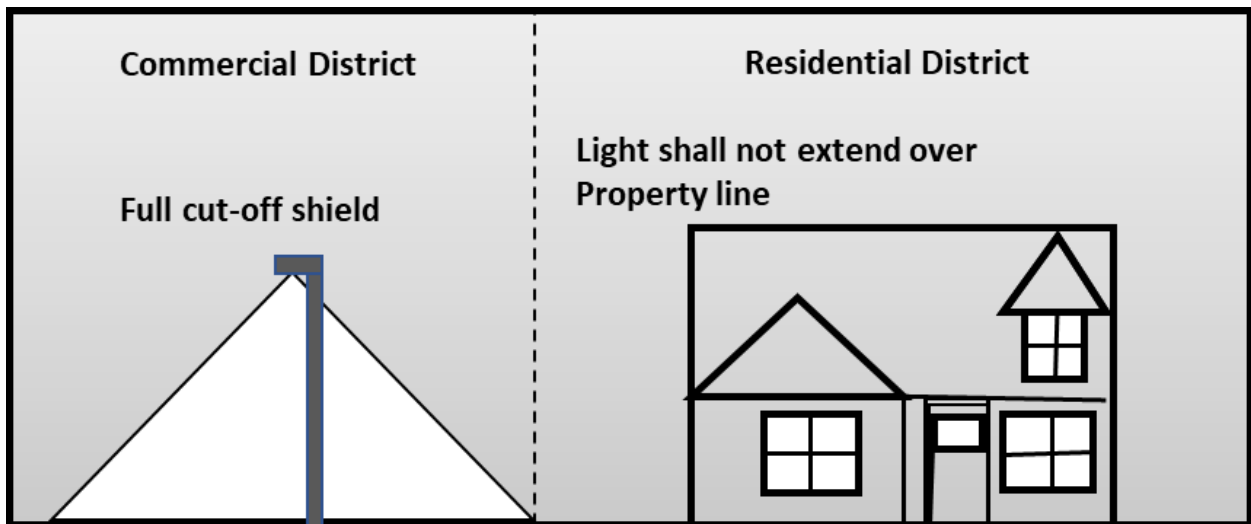 Commercial District
Residential District
Light shall not extend over
Property line
Full cut-off shield